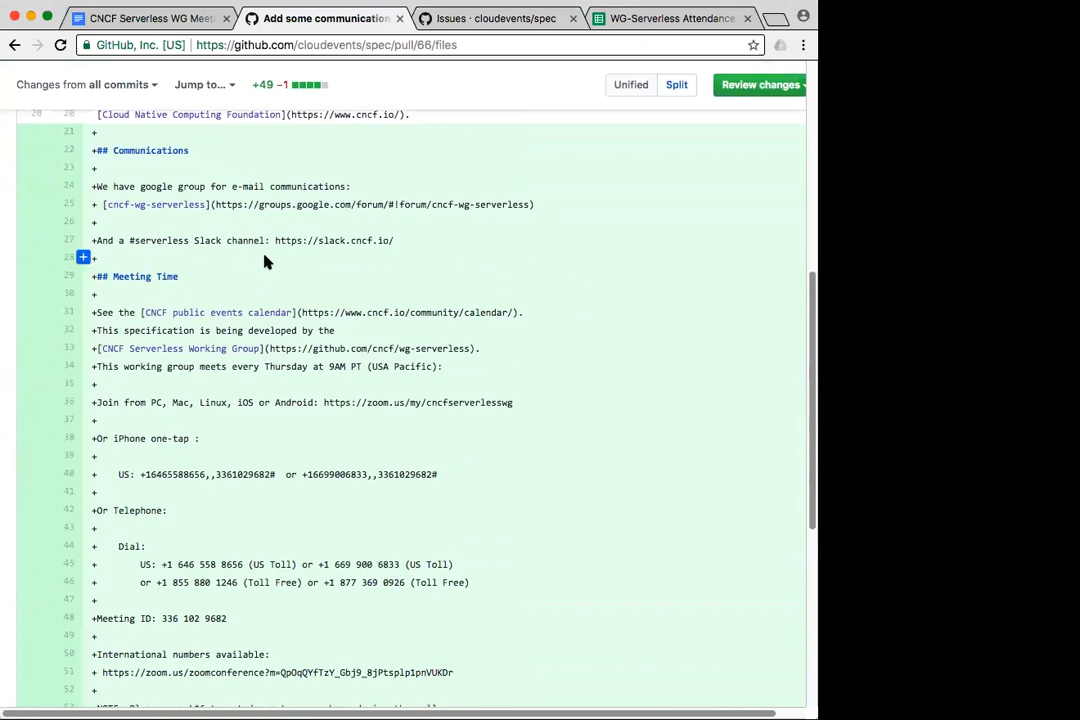 CNCF Serverless WG Meet
Add some communication
Issues · cloudevents/spec
WG-Serverless Attendance
GitHub, Inc. [US]
https://github.com/cloudevents/spec/pull/66/files
Changes from all commits
Jump to...
+49 −1
Unified
Split
Review changes
20 20 [Cloud Native Computing Foundation](https://www.cncf.io/).
21 +
22 +## Communications
23 +
24 +We have google group for e-mail communications:
25 + [cncf-wg-serverless](https://groups.google.com/forum/#!forum/cncf-wg-serverless)
26 +
27 +And a #serverless Slack channel: https://slack.cncf.io/
28 +
29 +## Meeting Time
30 +
31 +See the [CNCF public events calendar](https://www.cncf.io/community/calendar/).
32 +This specification is being developed by the
33 +[CNCF Serverless Working Group](https://github.com/cncf/wg-serverless).
34 +This working group meets every Thursday at 9AM PT (USA Pacific):
35 +
36 +Join from PC, Mac, Linux, iOS or Android: https://zoom.us/my/cncfserverlesswg
37 +
38 +Or iPhone one-tap :
39 +
40 + US: +16465588656,,3361029682# or +16699006833,,3361029682#
41 +
42 +Or Telephone:
43 +
44 + Dial:
45 + US: +1 646 558 8656 (US Toll) or +1 669 900 6833 (US Toll)
46 + or +1 855 880 1246 (Toll Free) or +1 877 369 0926 (Toll Free)
47 +
48 +Meeting ID: 336 102 9682
49 +
50 +International numbers available:
51 + https://zoom.us/zoomconference?m=QpOqQYfTzY_Gbj9_8jPtsplp1pnVUKDr
52 +